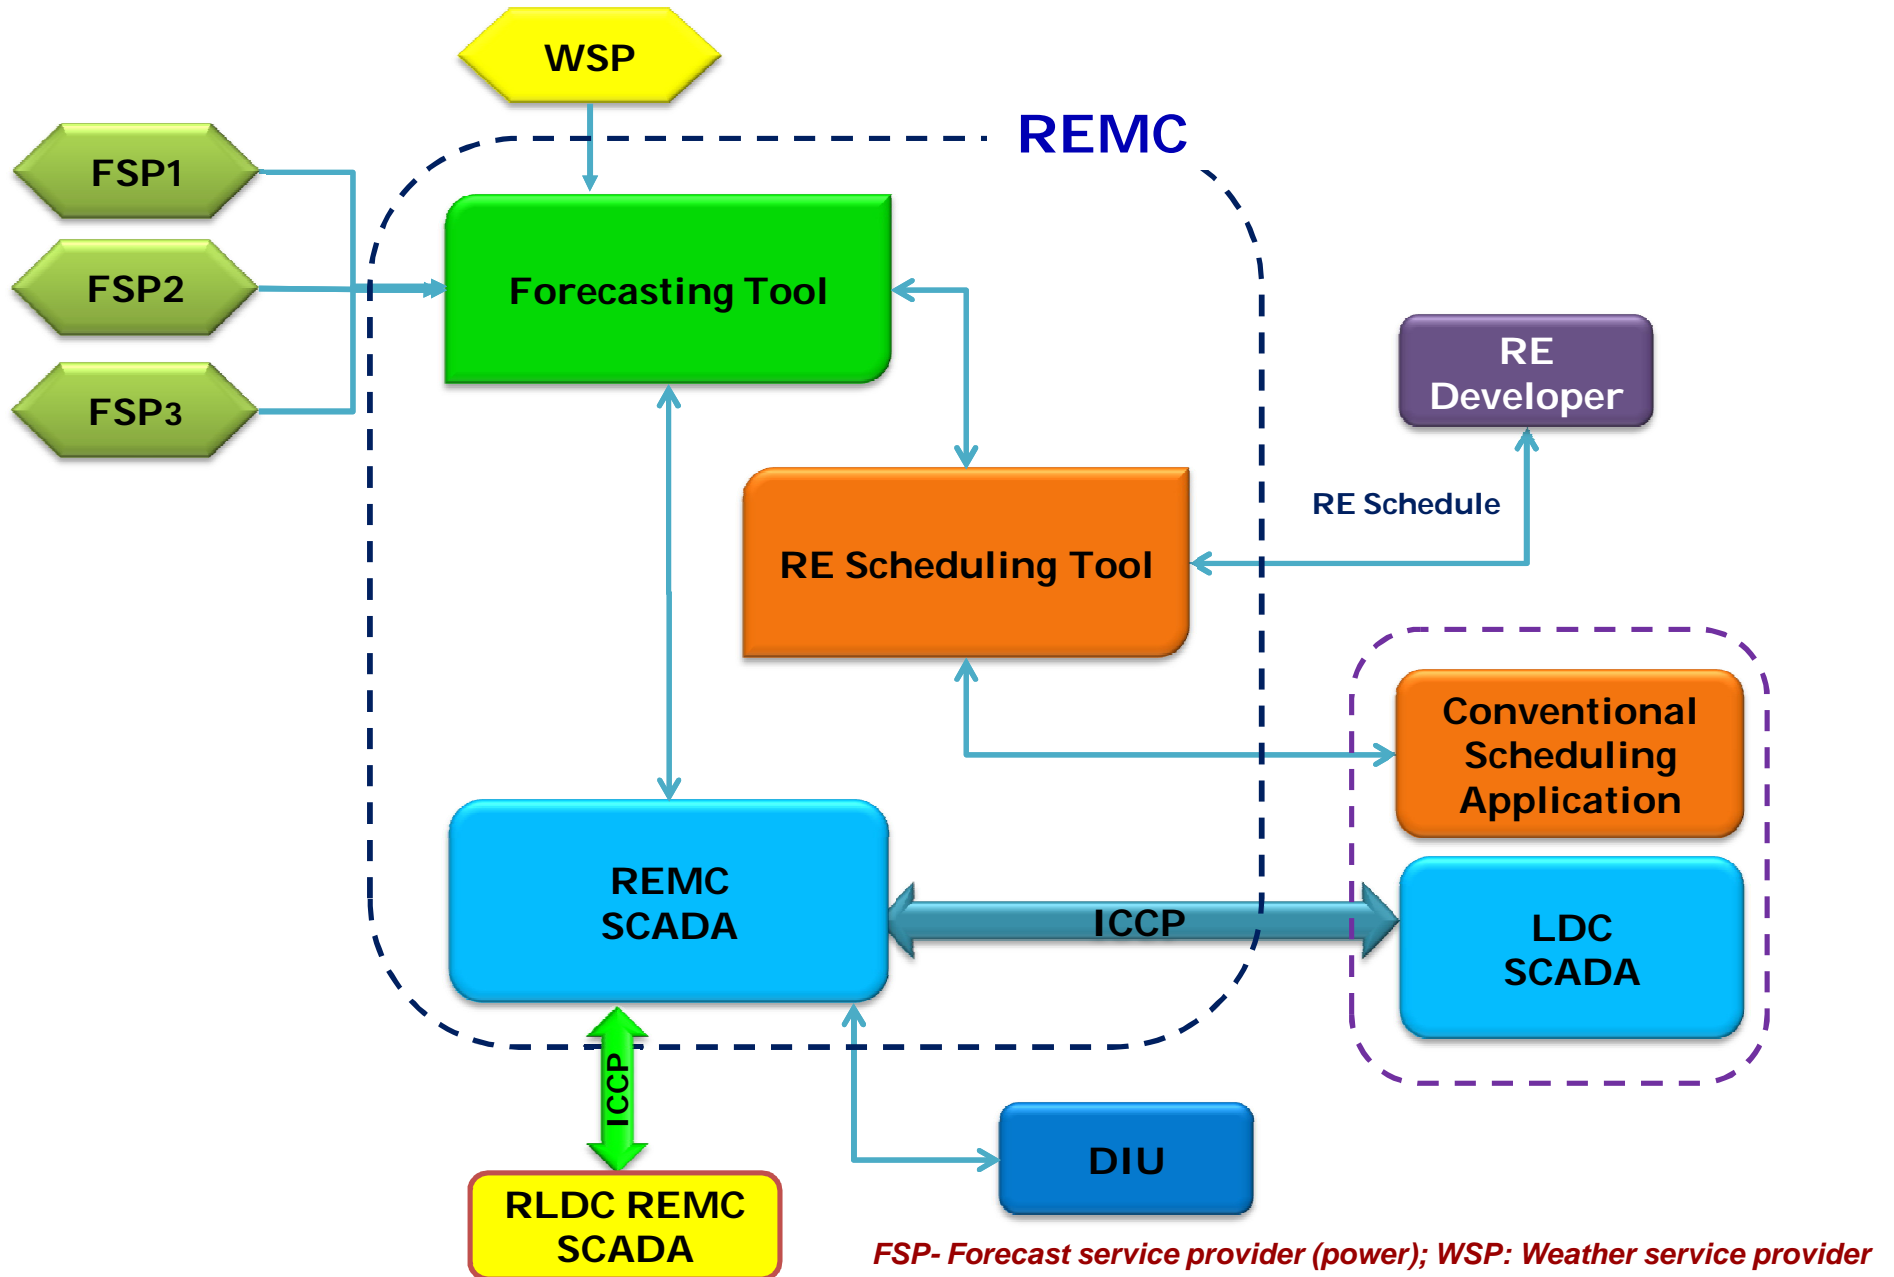 WSP
REMC
FSP1
FSP2
FSP3
Forecasting Tool
RE
Developer
RE Schedule
RE Scheduling Tool
Conventional
Scheduling
Application
REMC
SCADA
ICCP
LDC
SCADA
ICCP
DIU
RLDC REMC
SCADA
FSP- Forecast service provider (power); WSP: Weather service provider